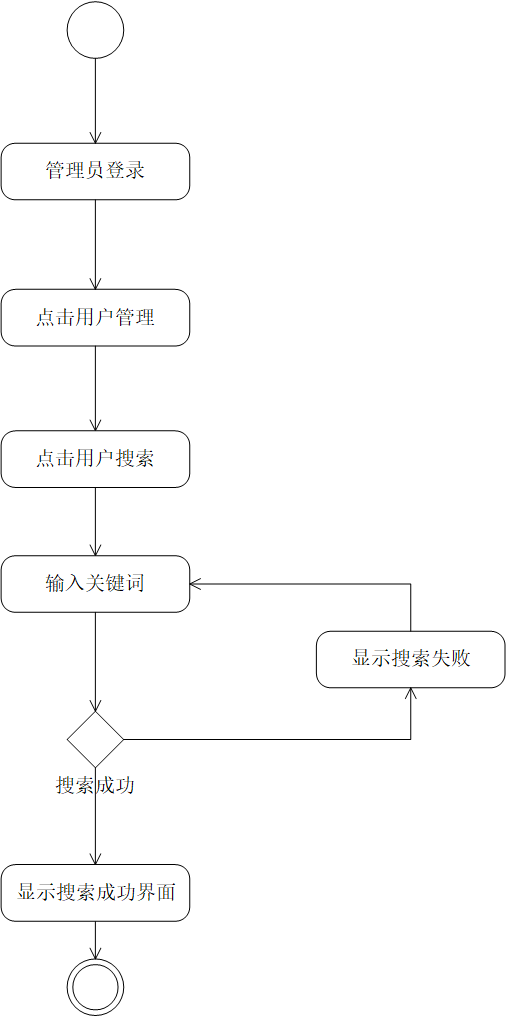 管理员登录
点击用户管理
点击用户搜索
输入关键词
显示搜索失败
搜索成功
显示搜索成功界面